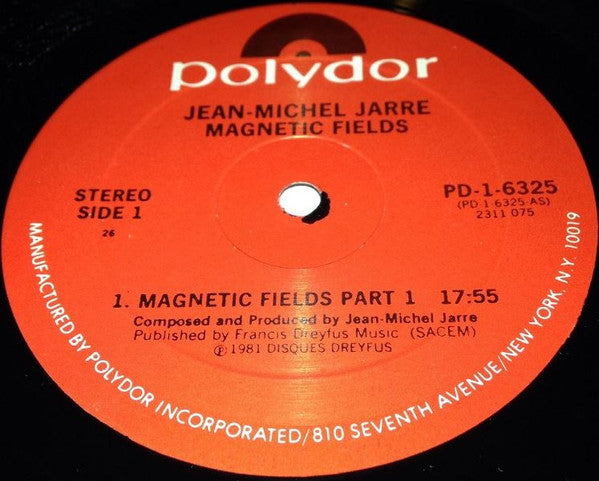 polydor
JEAN-MICHEL JARRE
MAGNETIC FIELDS
STEREO
SIDE 1
26
PD-1-6325
(PD-1-6325-AS)
2311 075
1. MAGNETIC FIELDS PART 1 17:55
Composed and Produced by Jean-Michel Jarre
Published by Francis Dreyfus Music (SACEM)
℗ 1981 DISQUES DREYFUS
MANUFACTURED BY POLYDOR INCORPORATED/810 SEVENTH AVENUE/NEW YORK, N.Y. 10019